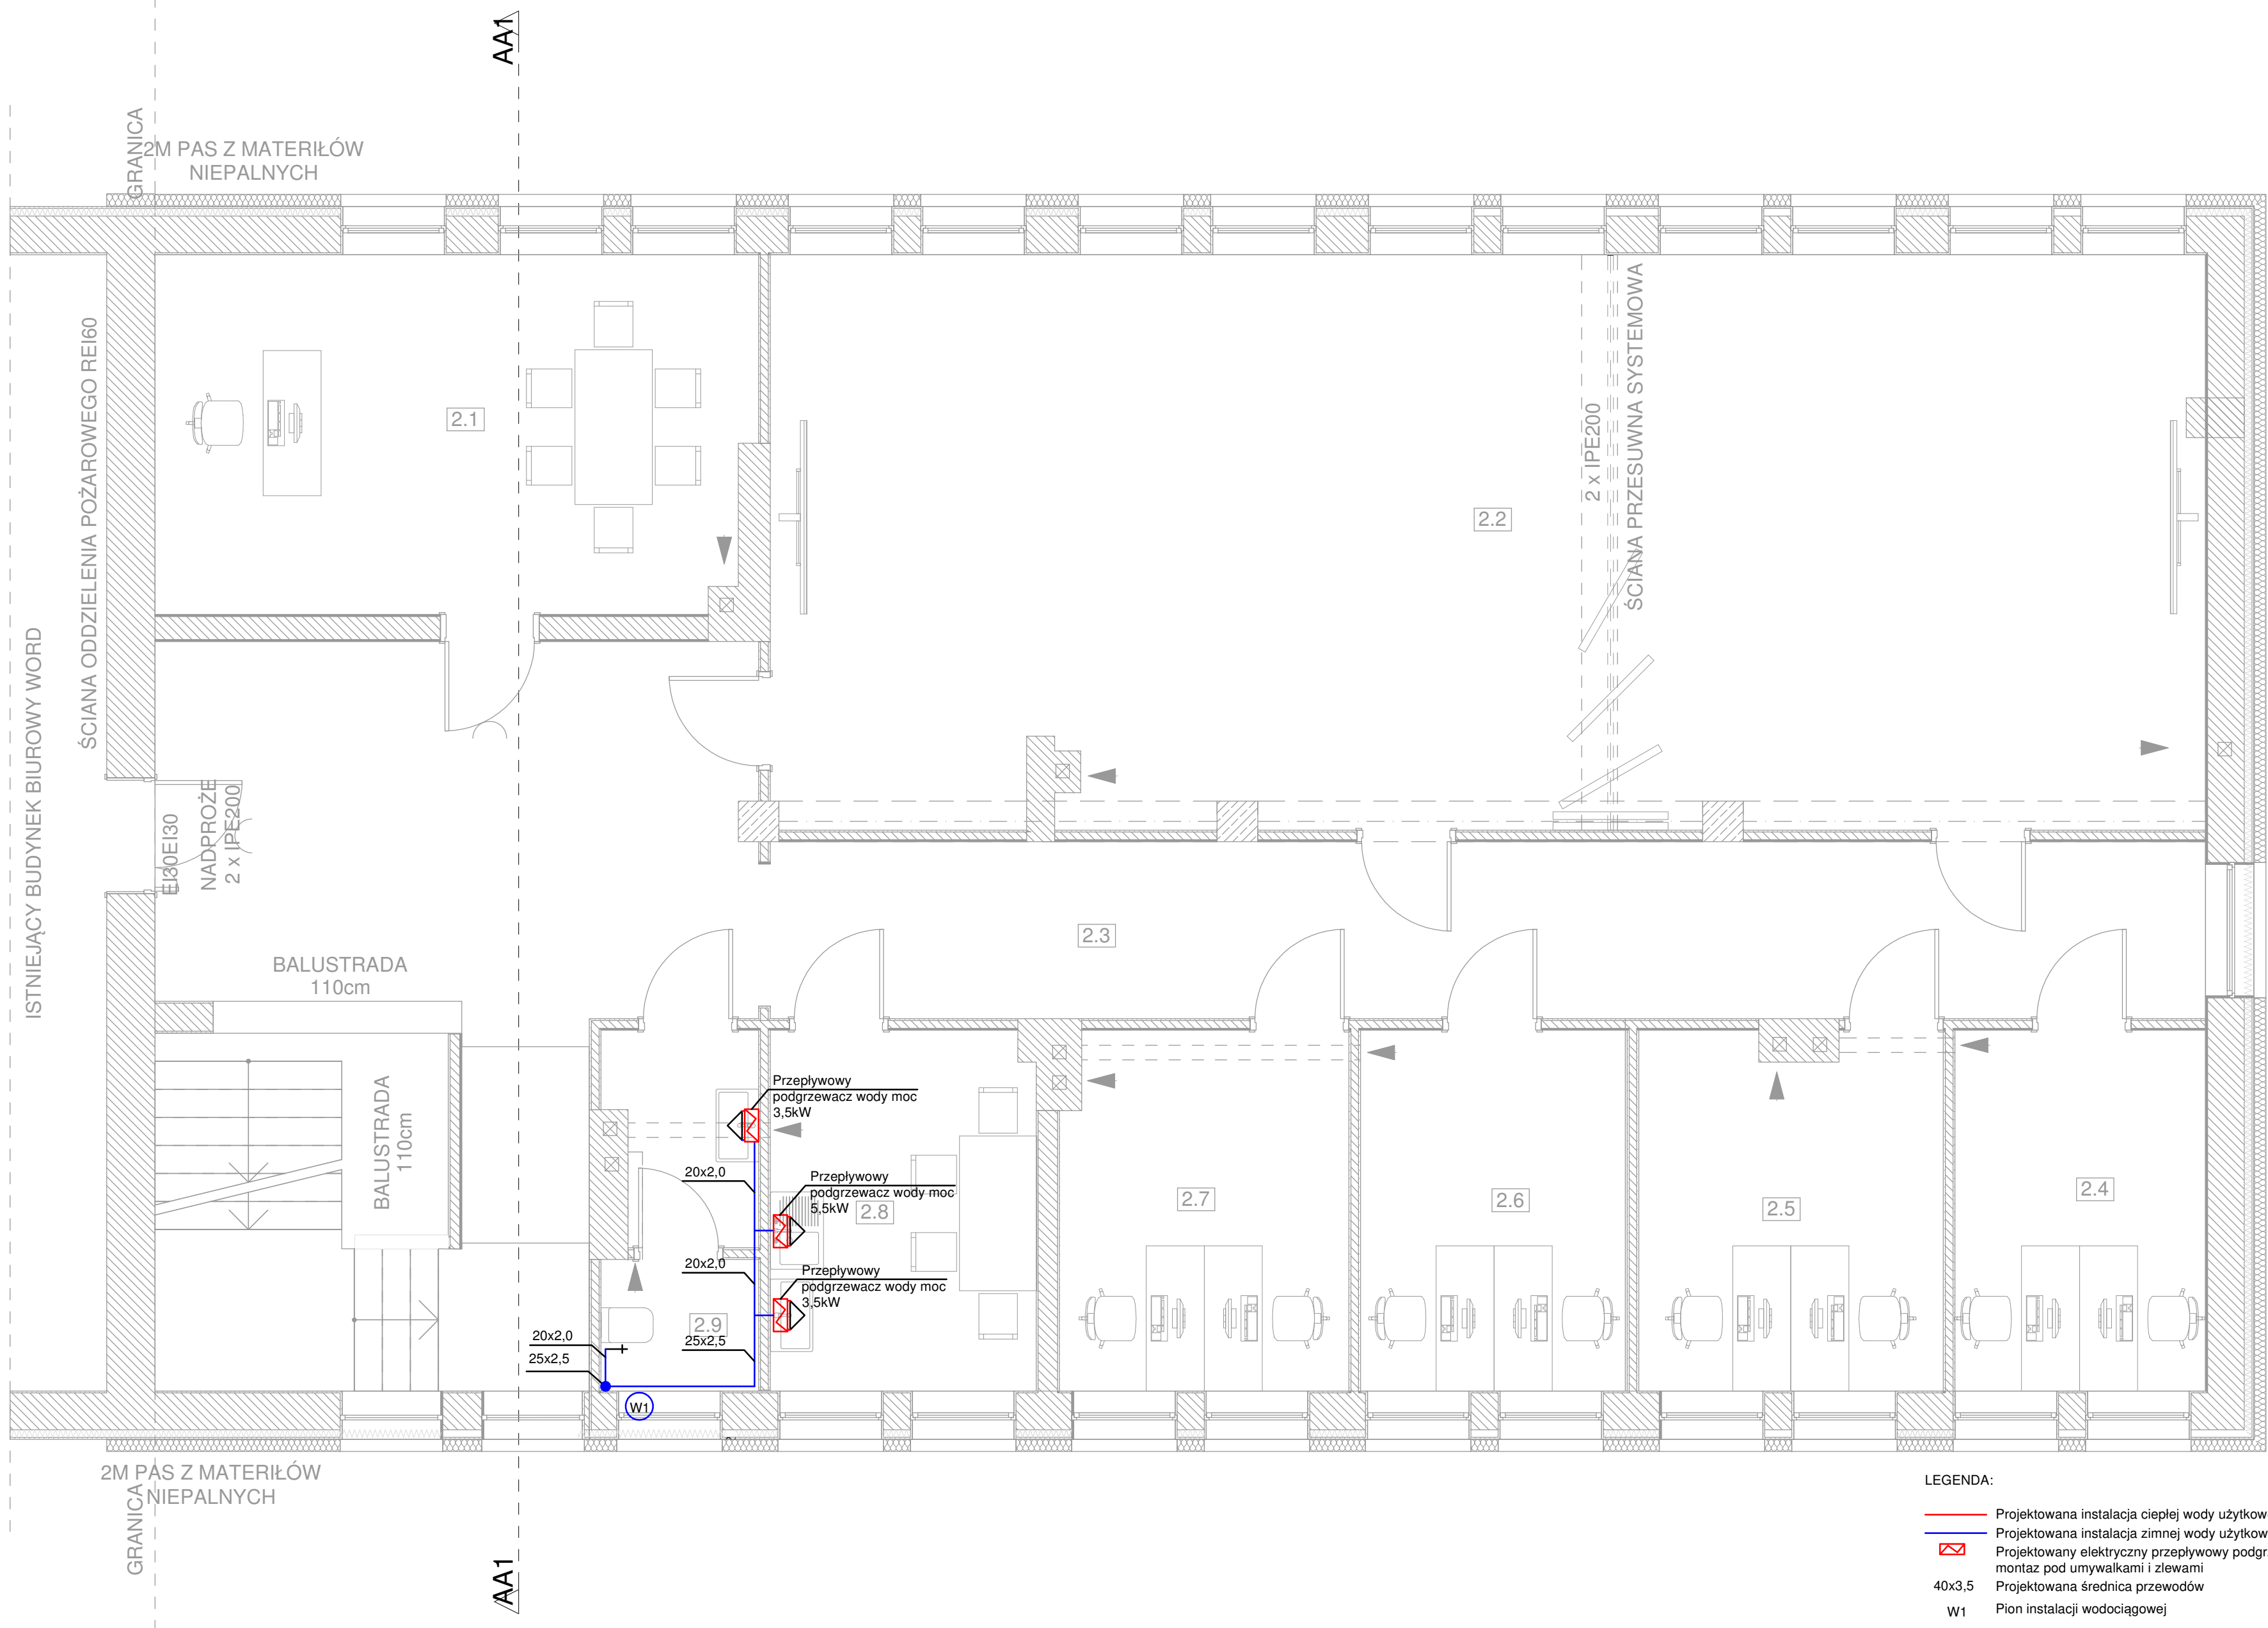 AA1
GRANICA
2M PAS Z MATERIŁÓW
NIEPALNYCH
ŚCIANA ODDZIELENIA POŻAROWEGO REI60
ISTNIEJĄCY BUDYNEK BIUROWY WORD
2.1
2.2
2 x IPE200
ŚCIANA PRZESUWNA SYSTEMOWA
EI30EI30
NADPROŻE
2 x IPE200
2.3
BALUSTRADA
110cm
BALUSTRADA
110cm
Przepływowy
podgrzewacz wody moc
3,5kW
20x2,0
Przepływowy
podgrzewacz wody moc
5,5kW
2.8
2.7
2.6
2.5
2.4
20x2,0
Przepływowy
podgrzewacz wody moc
3,5kW
2.9
20x2,0
25x2,5
25x2,5
W1
2M PAS Z MATERIŁÓW
NIEPALNYCH
GRANICA
AA1
LEGENDA:
Projektowana instalacja ciepłej wody użytkow
Projektowana instalacja zimnej wody użytkow
Projektowany elektryczny przepływowy podgr
montaz pod umywalkami i zlewami
40x3,5 Projektowana średnica przewodów
W1 Pion instalacji wodociągowej